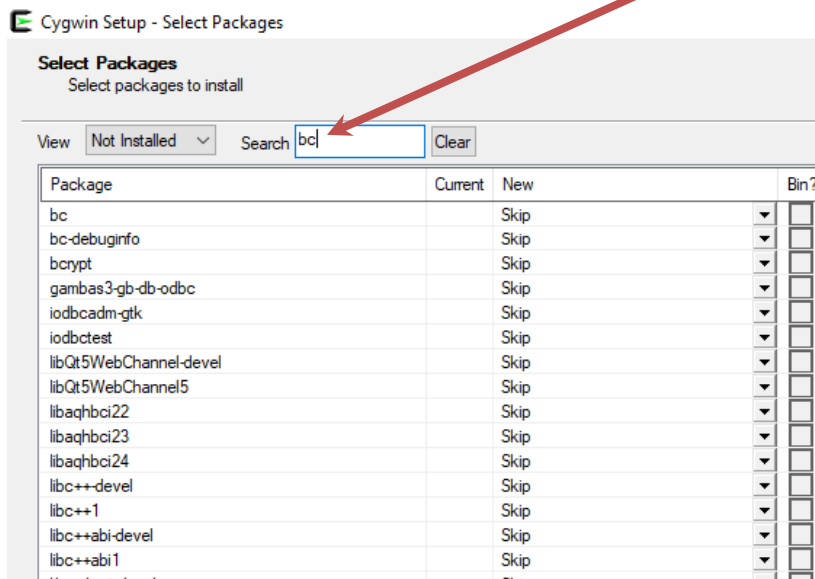 Cygwin Setup - Select Packages
Select Packages
Select packages to install
View Not Installed Search bc Clear
Package Current New Bin?
bc Skip
bc-debuginfo Skip
bcrypt Skip
gambas3-gb-db-odbc Skip
iodbcadm-gtk Skip
iodbctest Skip
libQt5WebChannel-devel Skip
libQt5WebChannel5 Skip
libaqhbci22 Skip
libaqhbci23 Skip
libaqhbci24 Skip
libc++-devel Skip
libc++1 Skip
libc++abi-devel Skip
libc++abi1 Skip